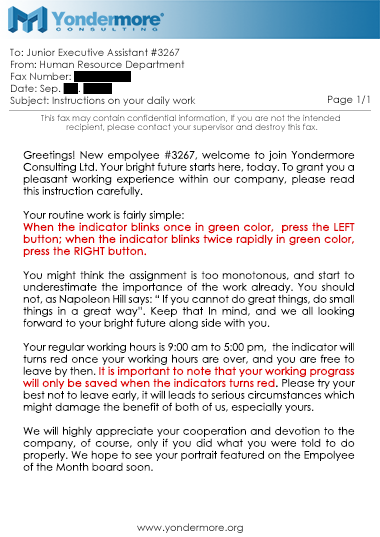 Yondermore®
CONSULTING
To: Junior Executive Assistant #3267
From: Human Resource Department
Fax Number:
Date: Sep. .
Subject: Instructions on your daily work
Page 1/1
This fax may contain confidential information, If you are not the intended
recipient, please contact your supervisor and destroy this fax.
Greetings! New empolyee #3267, welcome to join Yondermore
Consulting Ltd. Your bright future starts here, today. To grant you a
pleasant working experience within our company, please read
this instruction carefully.
Your routine work is fairly simple:
When the indicator blinks once in green color, press the LEFT
button; when the indicator blinks twice rapidly in green color,
press the RIGHT button.
You might think the assignment is too monotonous, and start to
underestimate the importance of the work already. You should
not, as Napoleon Hill says: “ If you cannot do great things, do small
things in a great way”. Keep that In mind, and we all looking
forward to your bright future along side with you.
Your regular working hours is 9:00 am to 5:00 pm, the indicator will
turns red once your working hours are over, and you are free to
leave by then. It is important to note that your working prograss
will only be saved when the indicators turns red. Please try your
best not to leave early, it will leads to serious circumstances which
might damage the benefit of both of us, especially yours.
We will highly appreciate your cooperation and devotion to the
company, of course, only if you did what you were told to do
properly. We hope to see your portrait featured on the Empolyee
of the Month board soon.
www.yondermore.org